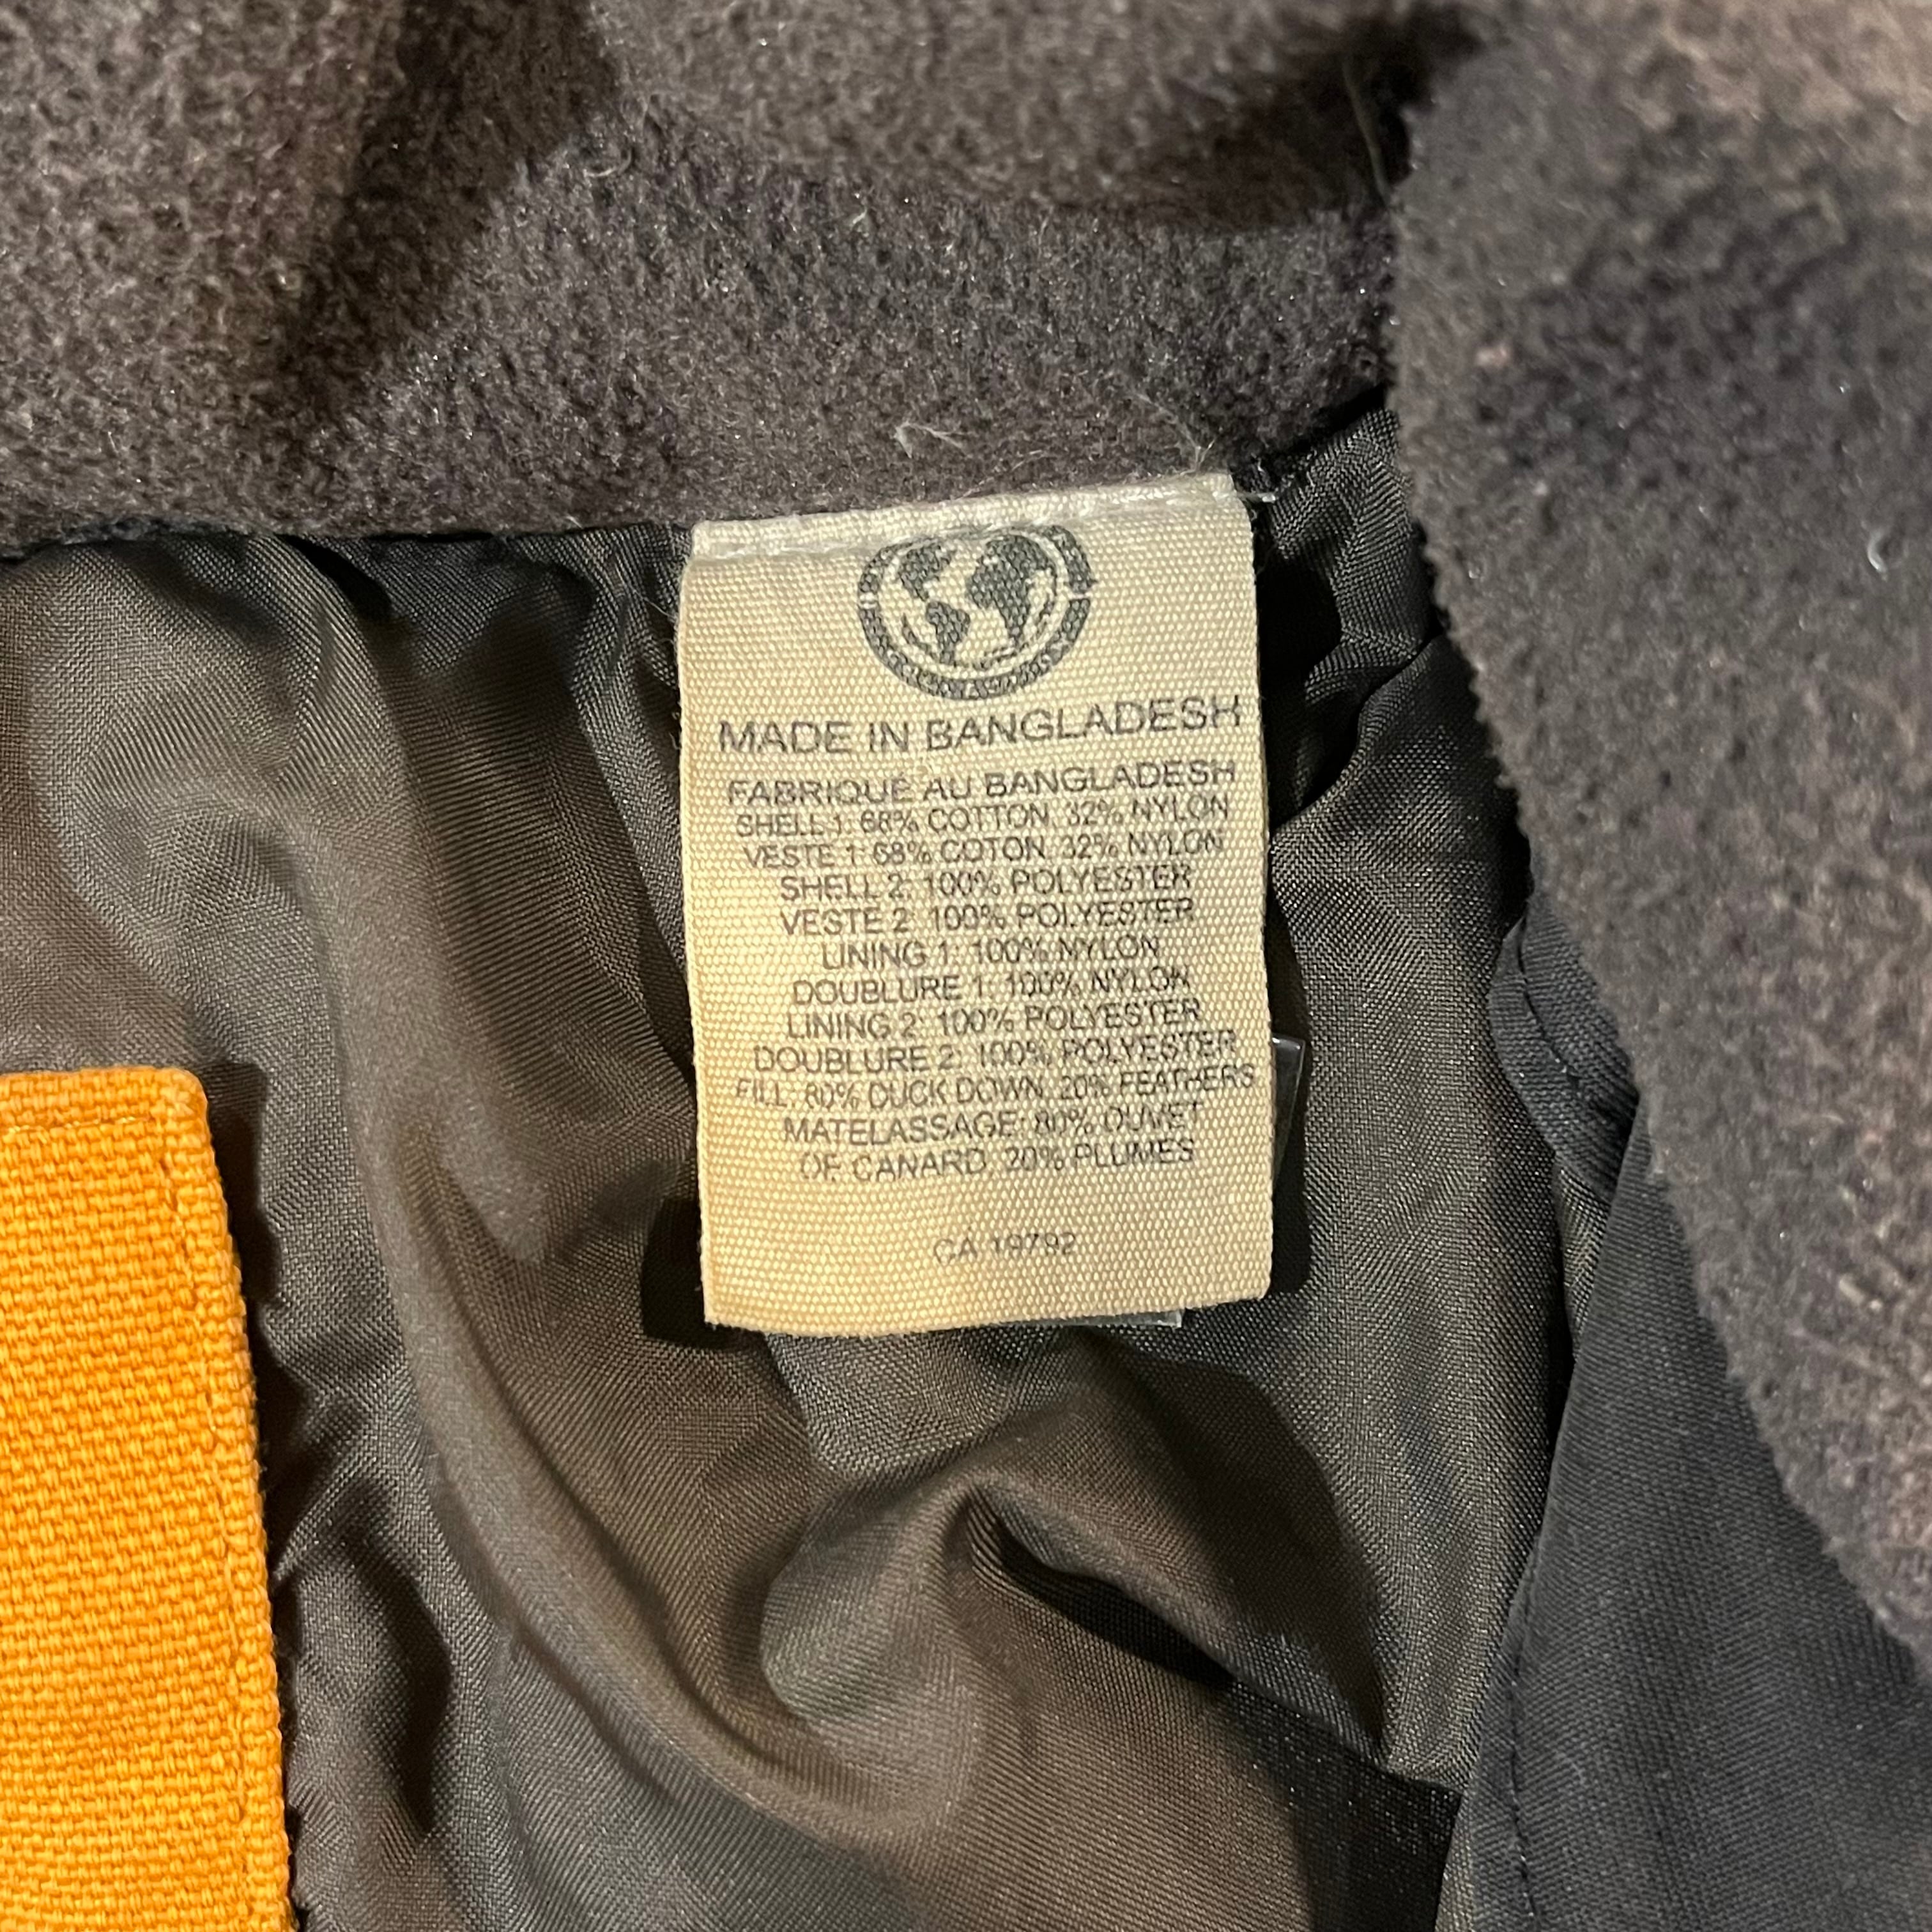 MADE IN BANGLADESH
FABRIQUÉ AU BANGLADESH
SHELL 1: 68% COTTON, 32% NYLON
VESTE 1: 68% COTON, 32% NYLON
SHELL 2: 100% POLYESTER
VESTE 2: 100% POLYESTER
LINING 1: 100% NYLON
DOUBLURE 1: 100% NYLON
LINING 2: 100% POLYESTER
DOUBLURE 2: 100% POLYESTER
FILL: 80% DUCK DOWN, 20% FEATHERS
MATELASSAGE: 80% DUVET
DE CANARD, 20% PLUMES
CA 19792